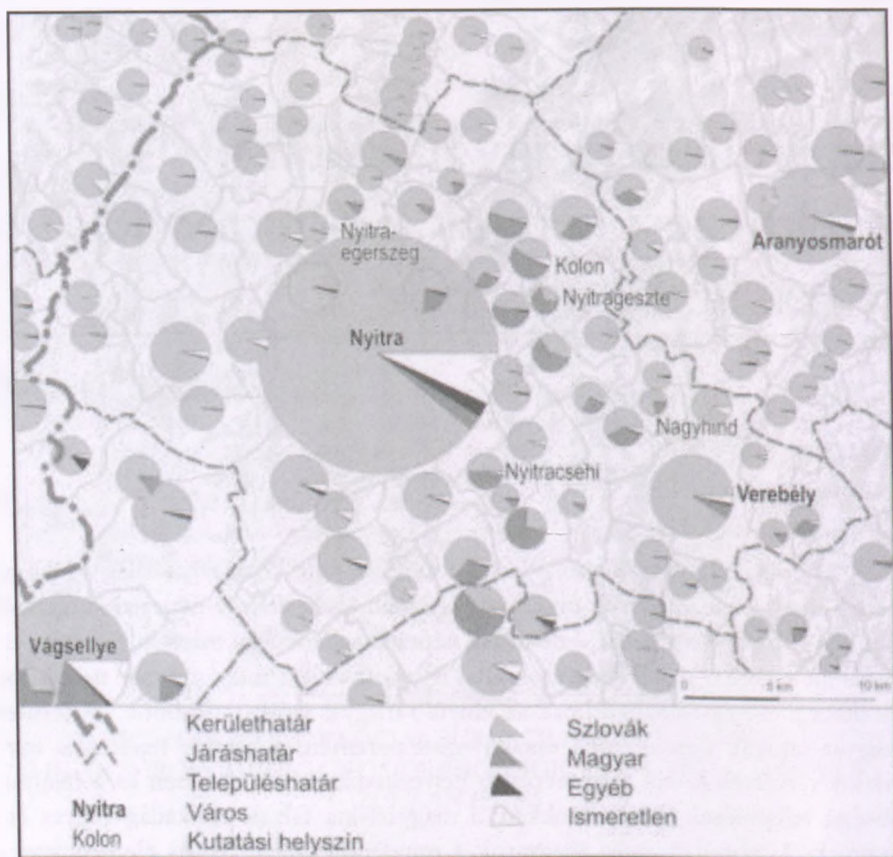 Nyitra-
egerszeg
Aranyosmarót
Kolon
Nyitrageszte
Nyitra
Nagyhind
Nyitracsehi
Verebély
Vágsellye
0 5 km 10 km
Kerülethatár
Járáshatár
Településhatár
Nyitra Város
Kolon Kutatási helyszín
Szlovák
Magyar
Egyéb
Ismeretlen